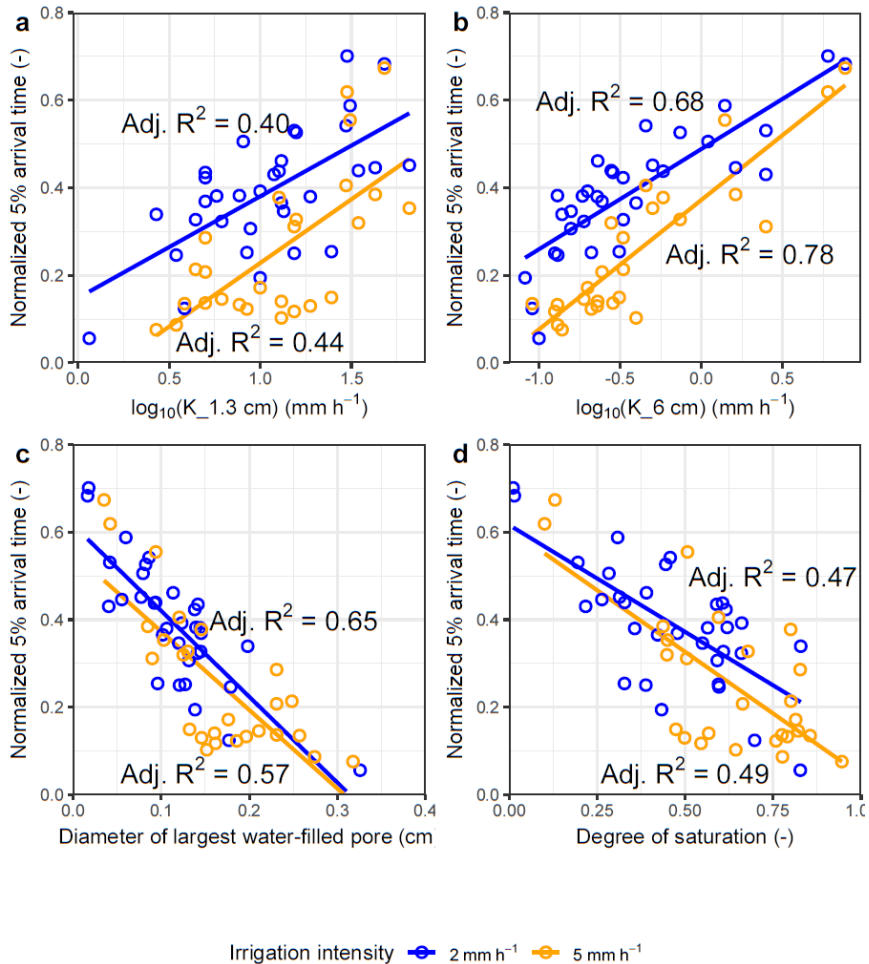 a
Normalized 5% arrival time (-)
0.8
0.6
0.4
0.2
0.0
Adj. R² = 0.40
Adj. R² = 0.44
0.0 0.5 1.0 1.5
log₁₀(K_1.3 cm) (mm h⁻¹)
b
Normalized 5% arrival time (-)
0.8
0.6
0.4
0.2
0.0
Adj. R² = 0.68
Adj. R² = 0.78
-1.0 -0.5 0.0 0.5
log₁₀(K_6 cm) (mm h⁻¹)
c
Normalized 5% arrival time (-)
0.8
0.6
0.4
0.2
0.0
Adj. R² = 0.65
Adj. R² = 0.57
0.0 0.1 0.2 0.3 0.4
Diameter of largest water-filled pore (cm
d
Normalized 5% arrival time (-)
0.8
0.6
0.4
0.2
0.0
Adj. R² = 0.47
Adj. R² = 0.49
0.00 0.25 0.50 0.75 1.0
Degree of saturation (-)
Irrigation intensity 2 mm h⁻¹ 5 mm h⁻¹